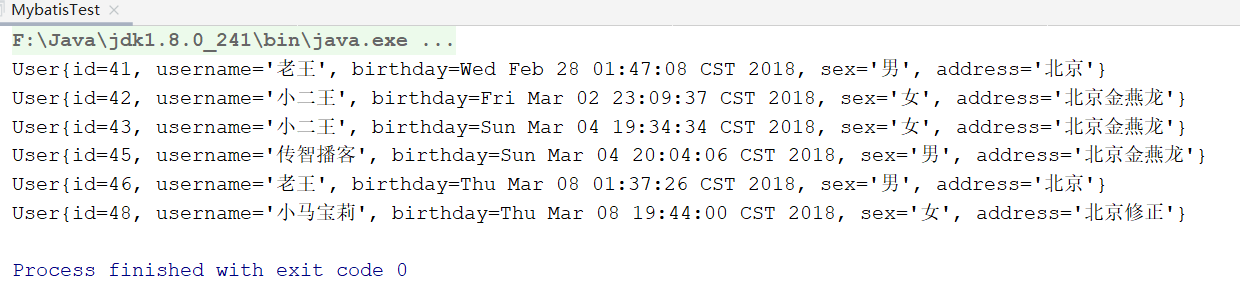 MybatisTest
F:\Java\jdk1.8.0_241\bin\java.exe ...
User{id=41, username='老王', birthday=Wed Feb 28 01:47:08 CST 2018, sex='男', address='北京'}
User{id=42, username='小二王', birthday=Fri Mar 02 23:09:37 CST 2018, sex='女', address='北京金燕龙'}
User{id=43, username='小二王', birthday=Sun Mar 04 19:34:34 CST 2018, sex='女', address='北京金燕龙'}
User{id=45, username='传智播客', birthday=Sun Mar 04 20:04:06 CST 2018, sex='男', address='北京金燕龙'}
User{id=46, username='老王', birthday=Thu Mar 08 01:37:26 CST 2018, sex='男', address='北京'}
User{id=48, username='小马宝莉', birthday=Thu Mar 08 19:44:00 CST 2018, sex='女', address='北京修正'}
Process finished with exit code 0